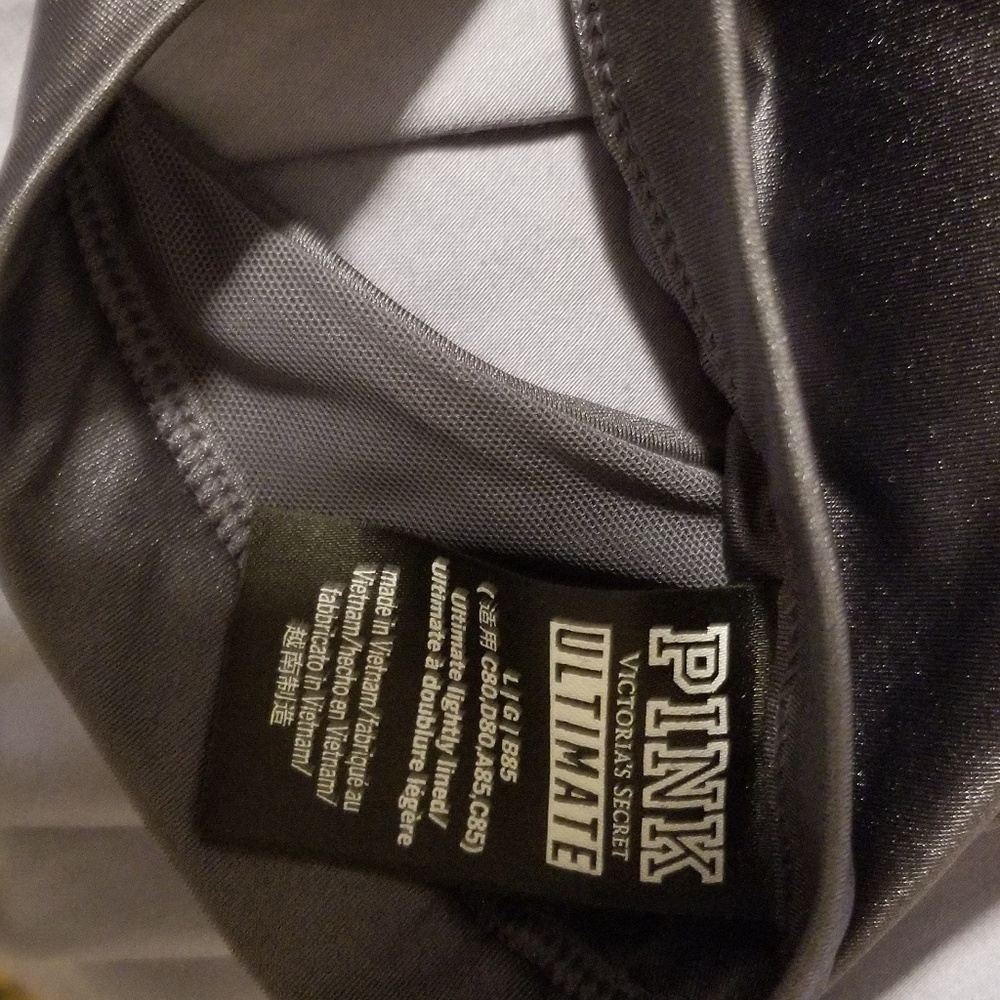 PINK
VICTORIA'S SECRET
ULTIMATE
L | G | B85
(适用 C80,D80,A85,C85)
ultimate lightly lined/
ultimate à doublure légère
made in Vietnam/fabriqué au
Vietnam/hecho en Vietnam/
fabbricato in Vietnam/
越南制造